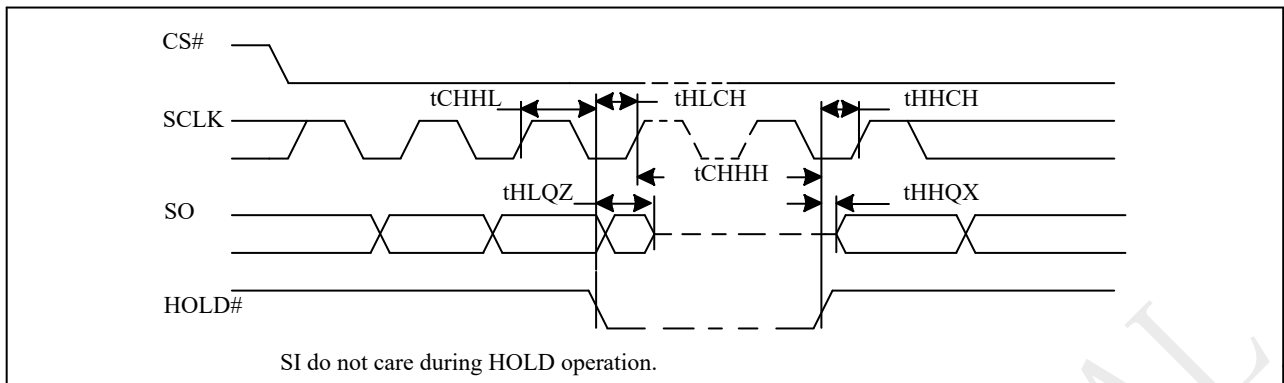 CS#
tCHHL tHLCH tHHCH
SCLK
tCHHH
tHLQZ tHHQX
SO
HOLD#
SI do not care during HOLD operation.